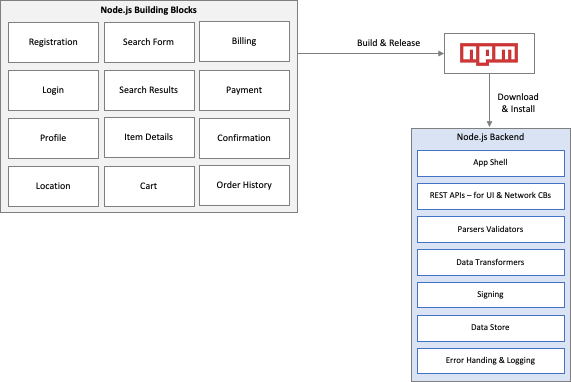 Node.js Building Blocks
Registration
Search Form
Billing
Login
Search Results
Payment
Profile
Item Details
Confirmation
Location
Cart
Order History
Build & Release
npm
Download
& Install
Node.js Backend
App Shell
REST APIs – for UI & Network CBs
Parsers Validators
Data Transformers
Signing
Data Store
Error Handing & Logging